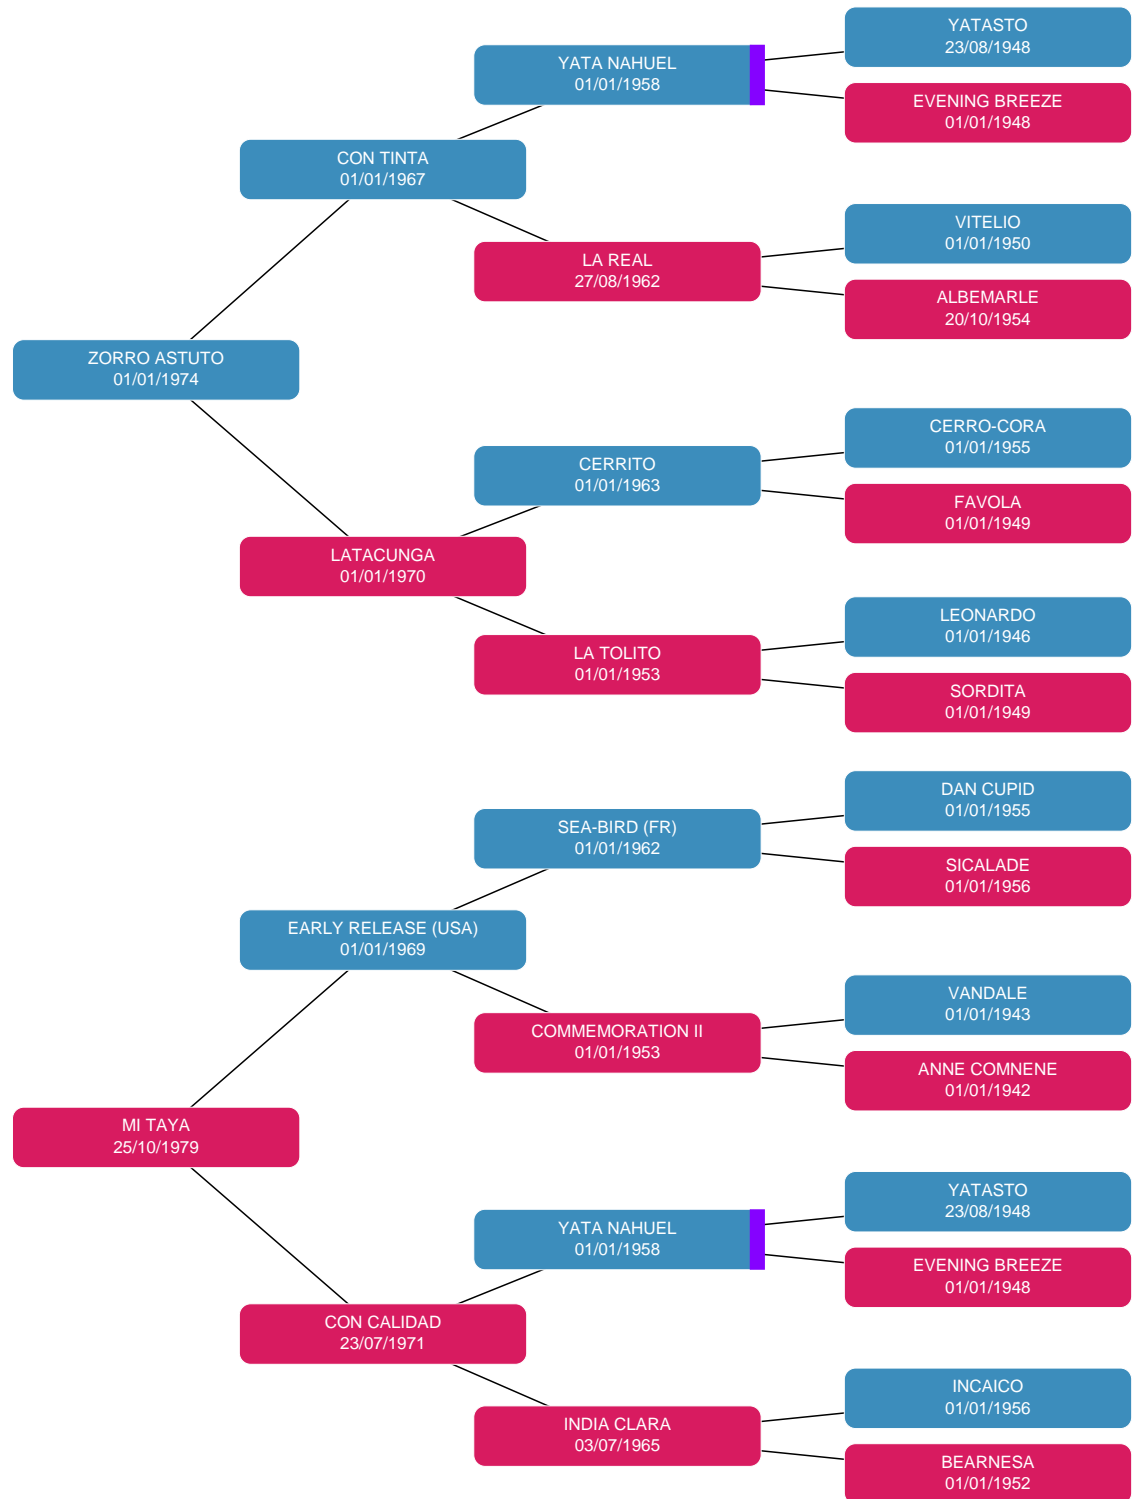 YATASTO
23/08/1948
YATA NAHUEL
01/01/1958
EVENING BREEZE
01/01/1948
CON TINTA
01/01/1967
VITELIO
01/01/1950
LA REAL
27/08/1962
ALBEMARLE
20/10/1954
ZORRO ASTUTO
01/01/1974
CERRO-CORA
01/01/1955
CERRITO
01/01/1963
FAVOLA
01/01/1949
LATACUNGA
01/01/1970
LEONARDO
01/01/1946
LA TOLITO
01/01/1953
SORDITA
01/01/1949
DAN CUPID
01/01/1955
SEA-BIRD (FR)
01/01/1962
SICALADE
01/01/1956
EARLY RELEASE (USA)
01/01/1969
VANDALE
01/01/1943
COMMEMORATION II
01/01/1953
ANNE COMNENE
01/01/1942
MI TAYA
25/10/1979
YATASTO
23/08/1948
YATA NAHUEL
01/01/1958
EVENING BREEZE
01/01/1948
CON CALIDAD
23/07/1971
INCAICO
01/01/1956
INDIA CLARA
03/07/1965
BEARNESA
01/01/1952